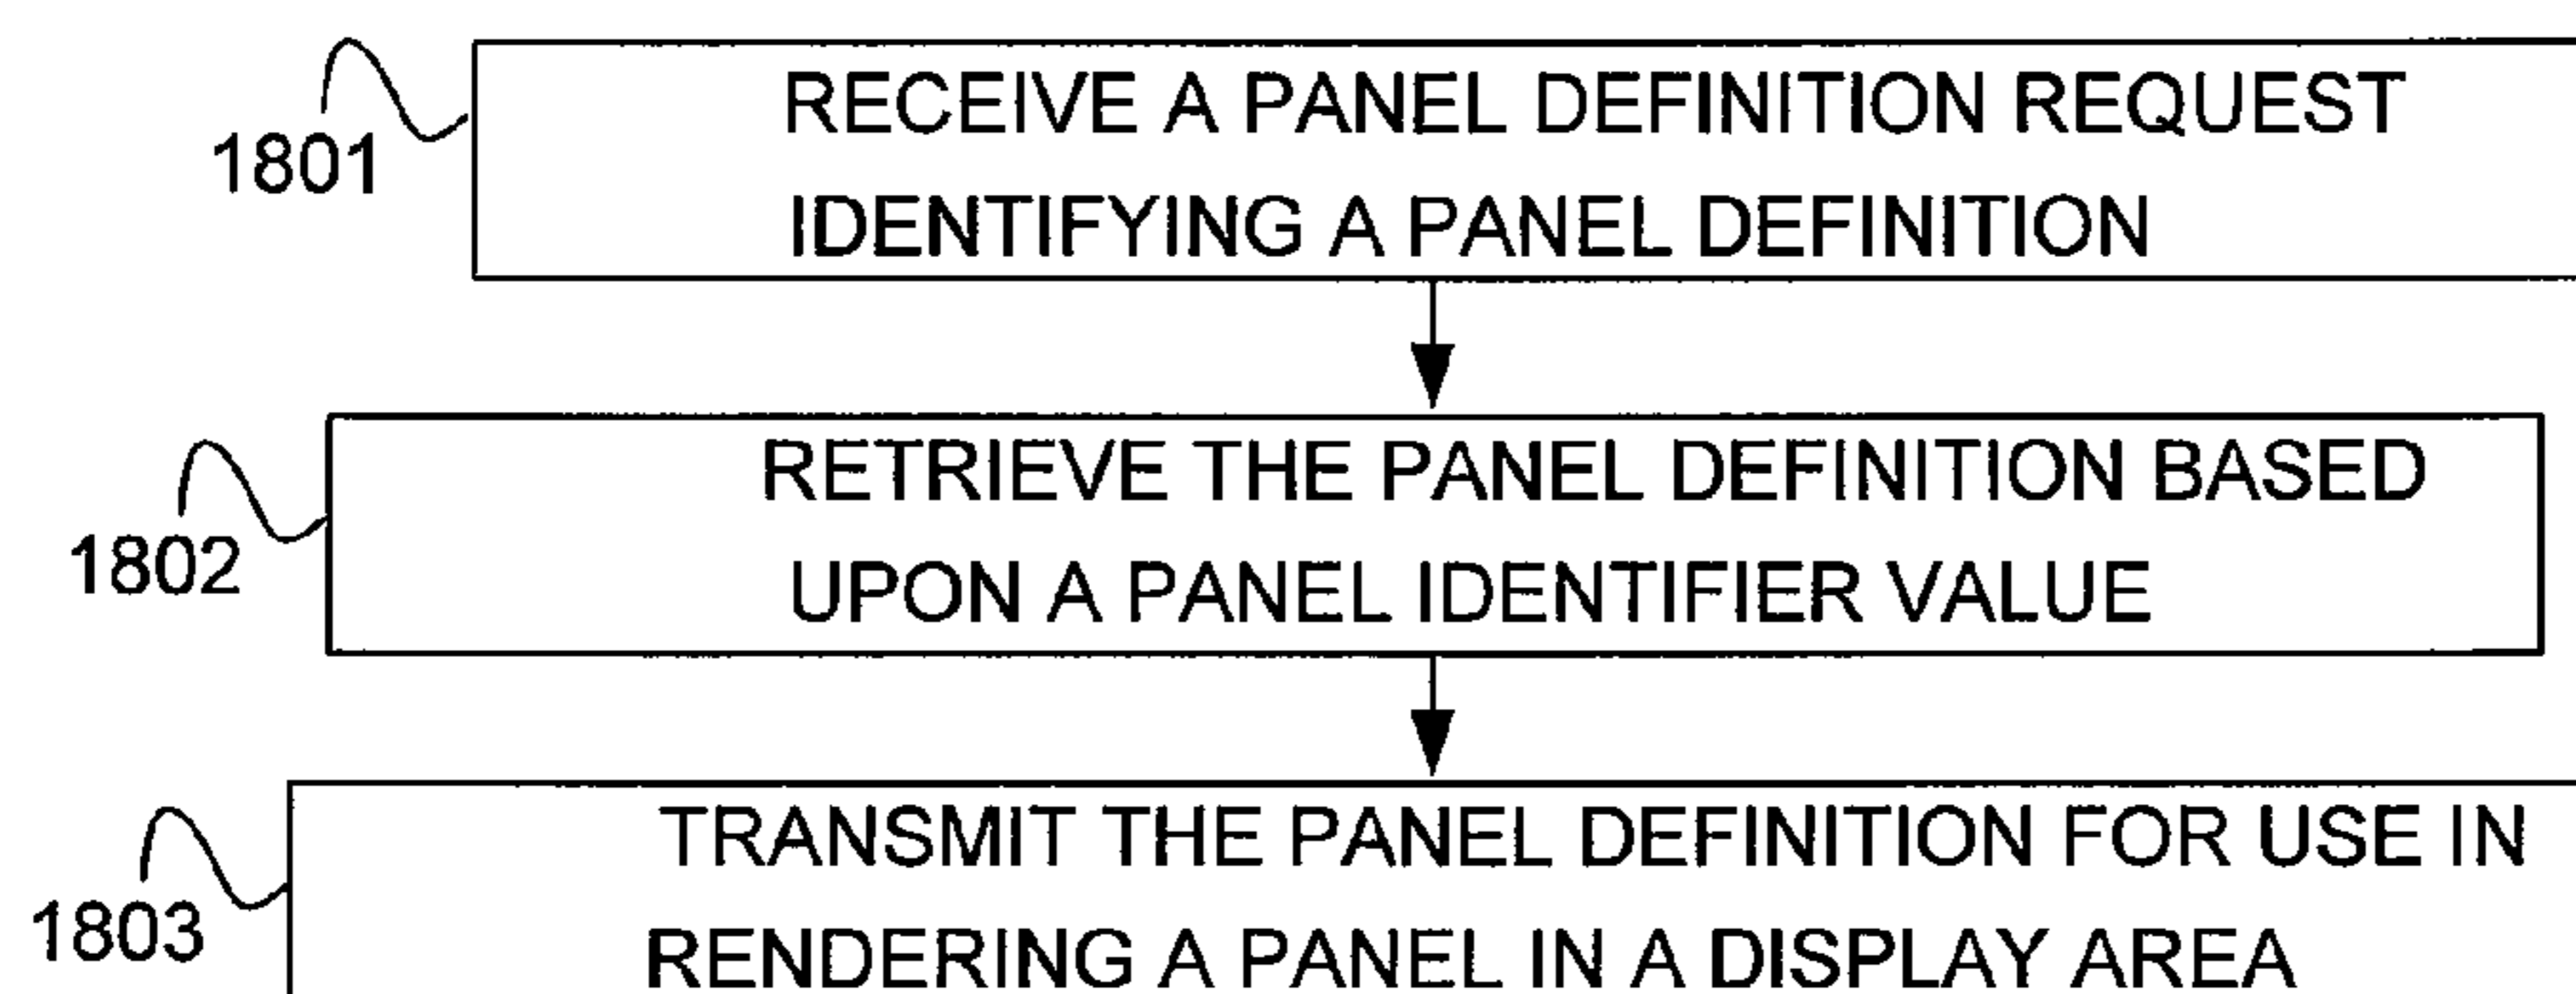 RECEIVE A PANEL DEFINITION REQUEST
IDENTIFYING A PANEL DEFINITION
1801
RETRIEVE THE PANEL DEFINITION BASED
UPON A PANEL IDENTIFIER VALUE
1802
TRANSMIT THE PANEL DEFINITION FOR USE IN
RENDERING A PANEL IN A DISPLAY AREA
1803